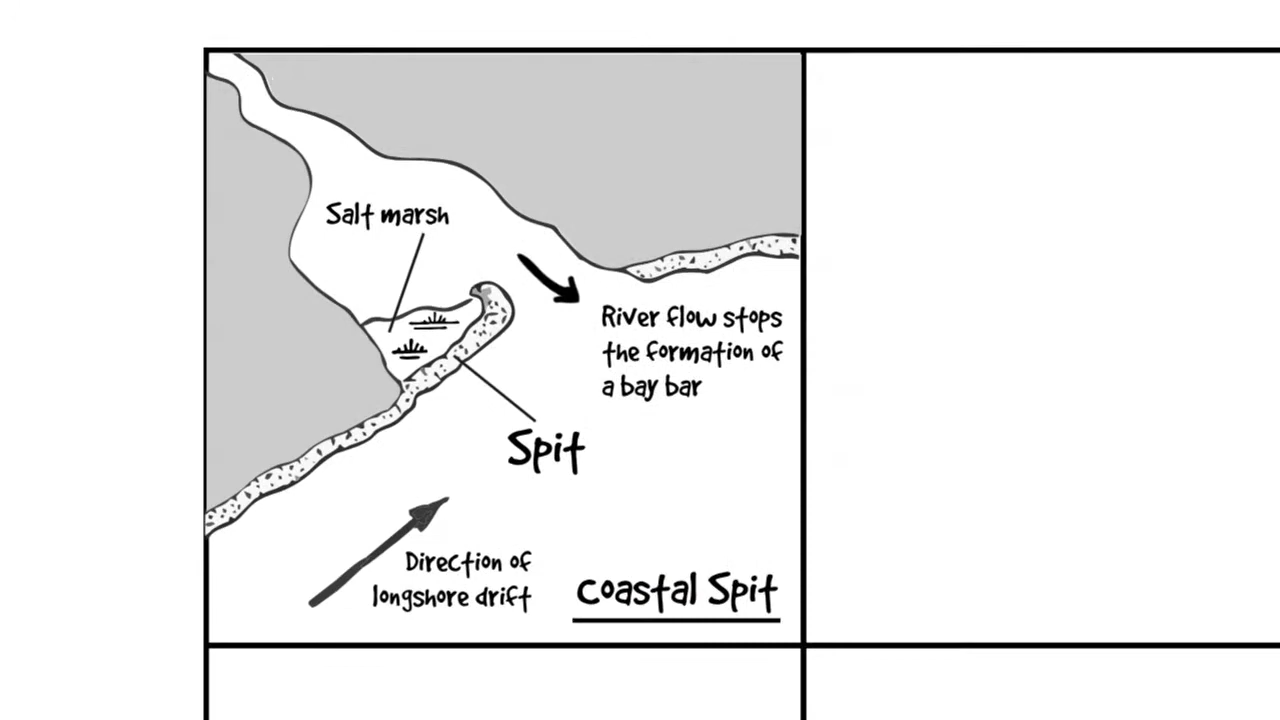 Salt marsh
River flow stops
the formation of
a bay bar
Spit
Direction of
longshore drift
Coastal Spit